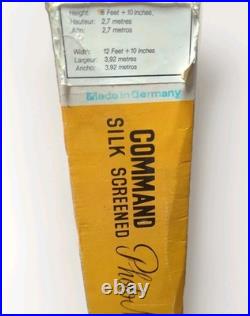 Height: 8 Feet + 10 inches
Hauteur: 2,7 metres
Alto: 2,7 metros
Width: 12 Feet + 10 inches
Largeur: 3,92 metres
Ancho: 3,92 metros
Made in Germany
COMMAND
SILK SCREENED